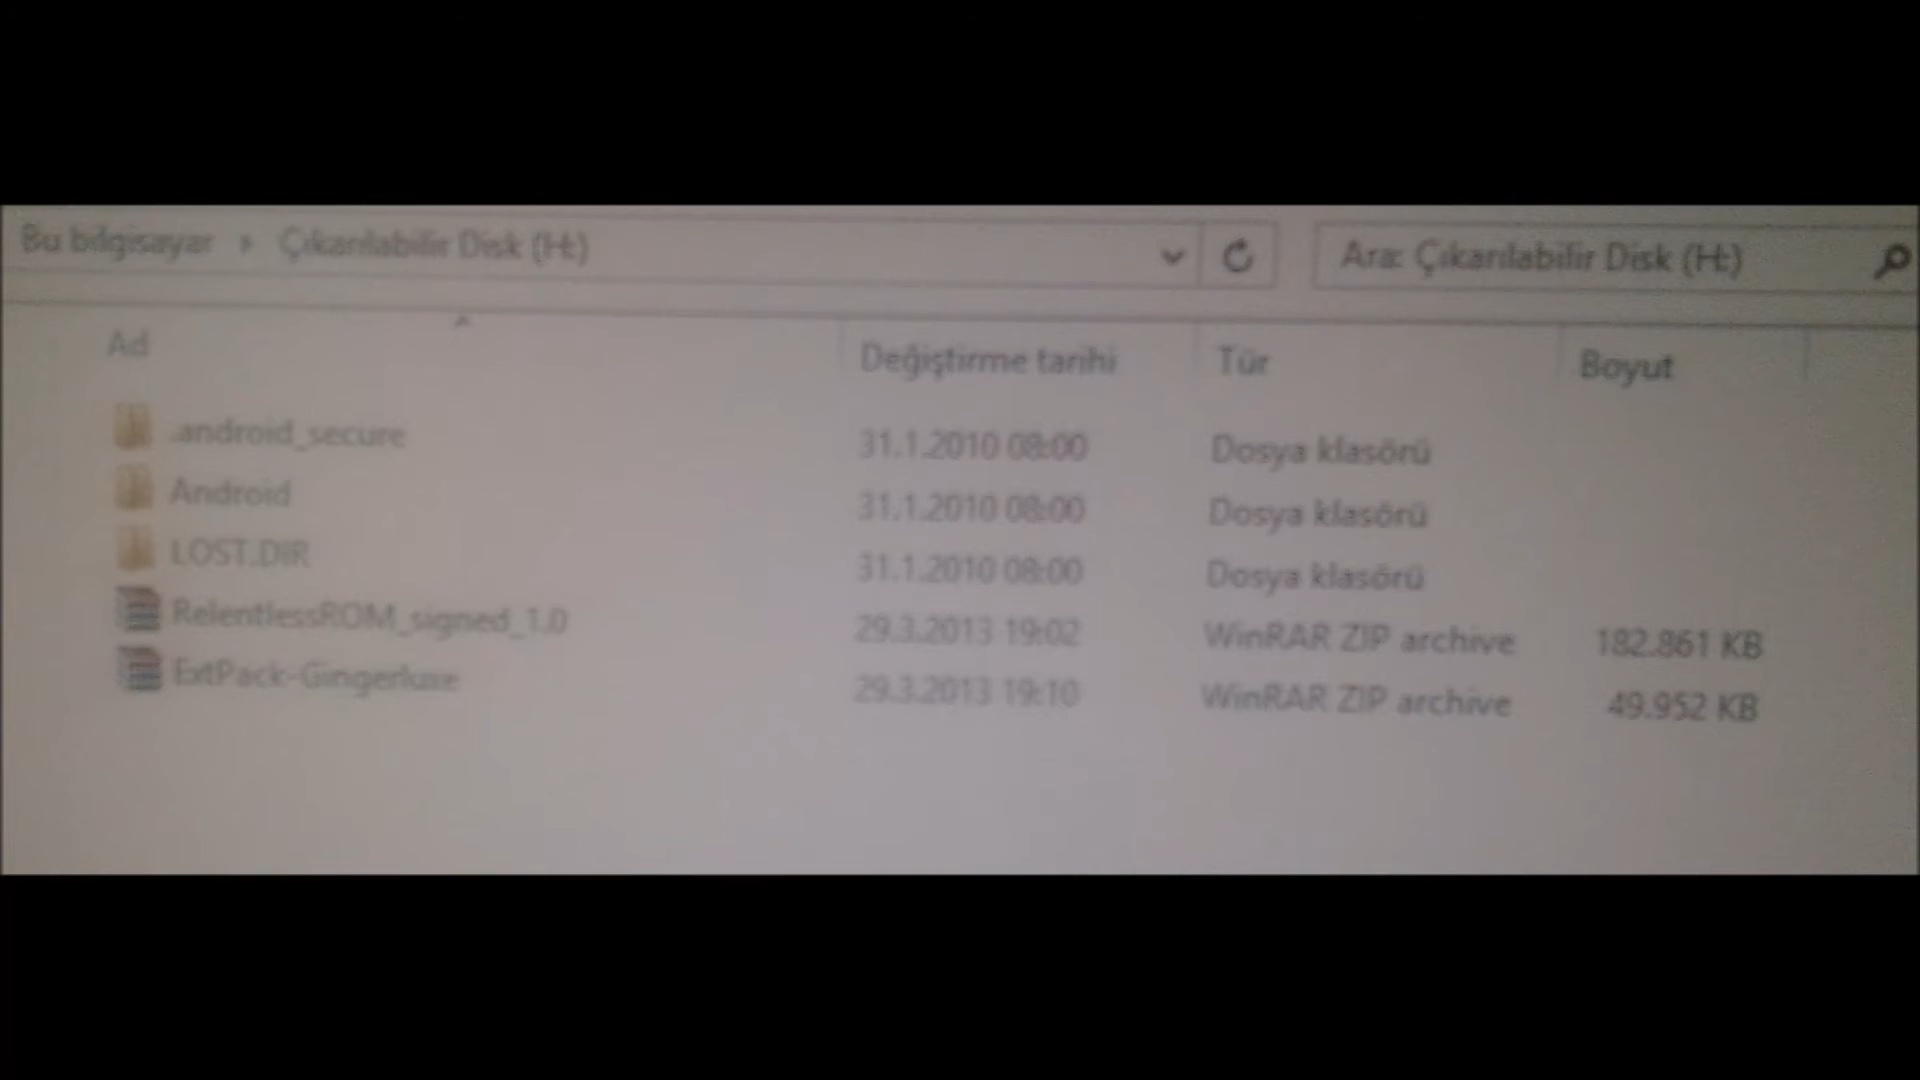 Bu bilgisayar Çıkarılabilir Disk (H:)
Ara: Çıkarılabilir Disk (H:)
Ad Değiştirme tarihi Tür Boyut
.android_secure 31.1.2010 08:00 Dosya klasörü
Android 31.1.2010 08:00 Dosya klasörü
LOST.DIR 31.1.2010 08:00 Dosya klasörü
RelentlessROM_signed_1.0 29.3.2013 19:02 WinRAR ZIP archive 182.861 KB
ExtPack-Gingerluxe 29.3.2013 19:10 WinRAR ZIP archive 49.952 KB